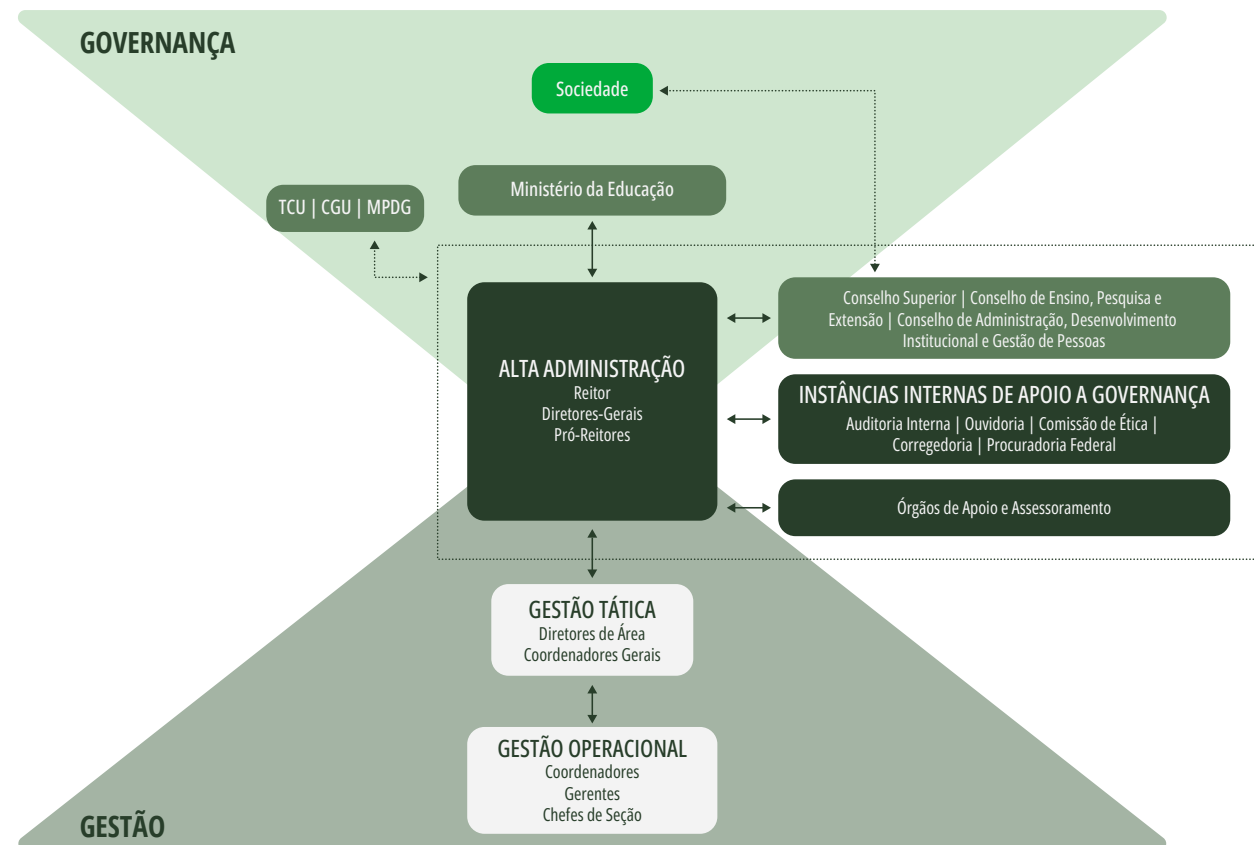 GOVERNANÇA
Sociedade
Ministério da Educação
TCU | CGU | MPDG
Conselho Superior | Conselho de Ensino, Pesquisa e
Extensão | Conselho de Administração, Desenvolvimento
Institucional e Gestão de Pessoas
ALTA ADMINISTRAÇÃO
Reitor
Diretores-Gerais
Pró-Reitores
INSTÂNCIAS INTERNAS DE APOIO A GOVERNANÇA
Auditoria Interna | Ouvidoria | Comissão de Ética |
Corregedoria | Procuradoria Federal
Órgãos de Apoio e Assessoramento
GESTÃO TÁTICA
Diretores de Área
Coordenadores Gerais
GESTÃO OPERACIONAL
Coordenadores
Gerentes
Chefes de Seção
GESTÃO